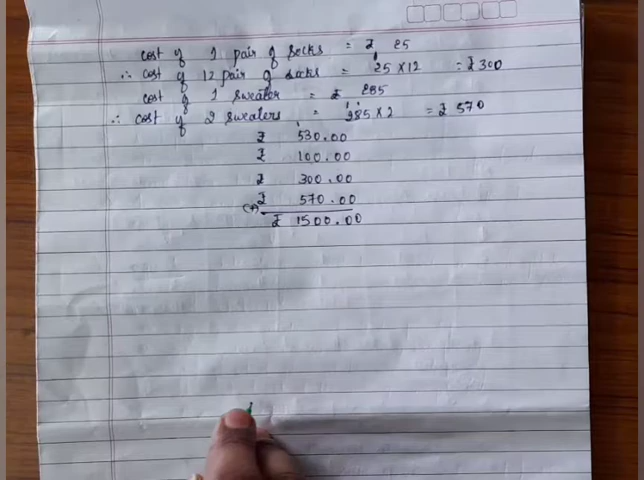 cost of 1 pair of socks = ₹ 25
∴ cost of 12 pair of socks = 25 × 12 = ₹ 300
cost of 1 sweater = ₹ 285
∴ cost of 2 sweaters = 285 × 2 = ₹ 570
₹ 530.00
₹ 100.00
₹ 300.00
(+) ₹ 570.00
₹ 1500.00